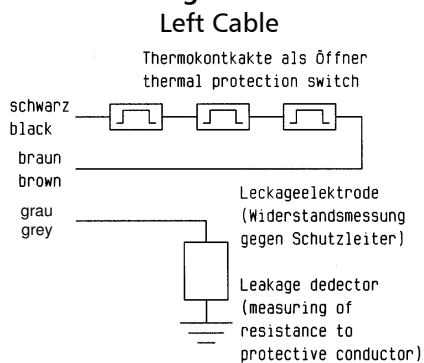 Left Cable
Thermokontkakte als Öffner
thermal protection switch
schwarz
black
braun
brown
grau
grey
Leckageelektrode
(Widerstandsmessung
gegen Schutzleiter)
Leakage dedector
(measuring of
resistance to
protective conductor)